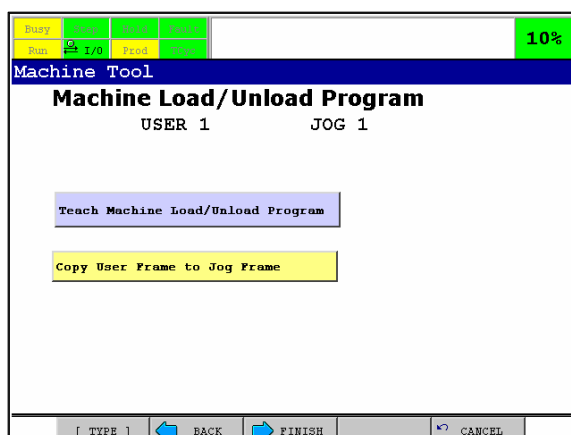 Busy Step Hold Fault
Run I/O Prod TCyc
10%
Machine Tool
Machine Load/Unload Program
USER 1 JOG 1
Teach Machine Load/Unload Program
Copy User Frame to Jog Frame
[ TYPE ] BACK FINISH CANCEL